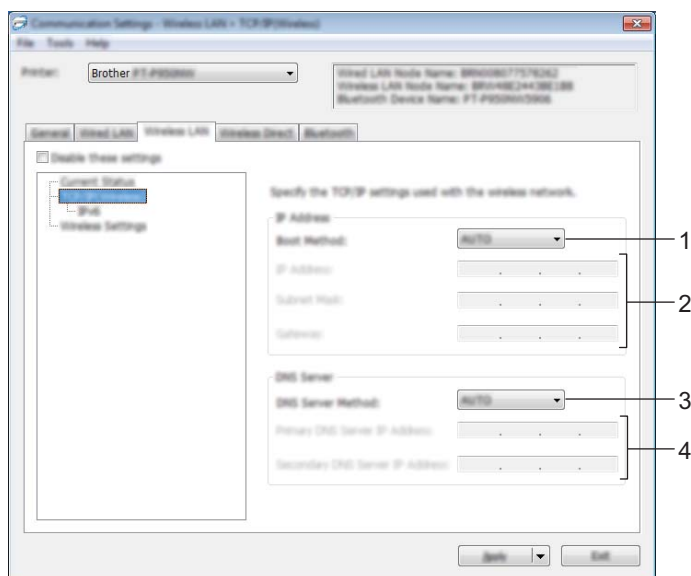 Communication Settings - Wireless LAN > TCP/IP(Wireless)
File Tools Help
Printer:
Brother PT-P950NW
Wired LAN Node Name:
Wireless LAN Node Name:
Bluetooth Device Name:
General Wired LAN Wireless LAN Wireless Direct Bluetooth
Disable these settings
Current Status
IPv6
Wireless Settings
Specify the TCP/IP settings used with the wireless network.
IP Address
Boot Method:
AUTO
1
IP Address:
Subnet Mask:
2
Gateway:
DNS Server
DNS Server Method:
AUTO
3
Primary DNS Server IP Address:
4
Secondary DNS Server IP Address:
Apply
Exit